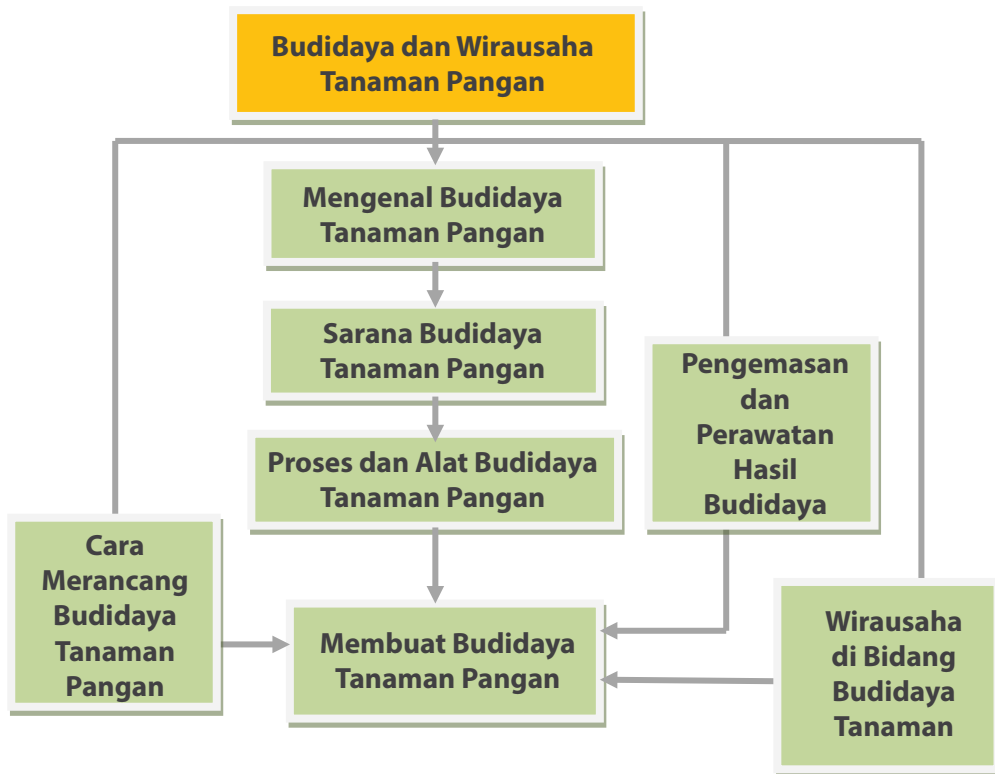 Budidaya dan Wirausaha
Tanaman Pangan
Mengenal Budidaya
Tanaman Pangan
Sarana Budidaya
Tanaman Pangan
Proses dan Alat Budidaya
Tanaman Pangan
Pengemasan
dan
Perawatan
Hasil
Budidaya
Cara
Merancang
Budidaya
Tanaman
Pangan
Membuat Budidaya
Tanaman Pangan
Wirausaha
di Bidang
Budidaya
Tanaman